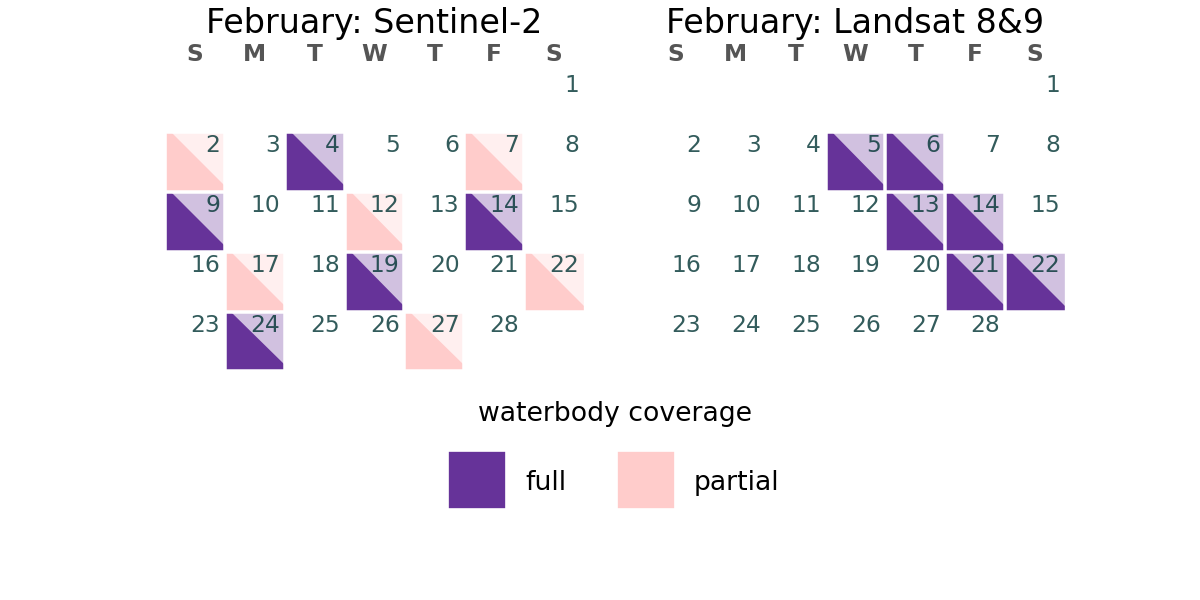 February: Sentinel-2
S M T W T F S
1
2 3 4 5 6 7 8
9 10 11 12 13 14 15
16 17 18 19 20 21 22
23 24 25 26 27 28
February: Landsat 8&9
S M T W T F S
1
2 3 4 5 6 7 8
9 10 11 12 13 14 15
16 17 18 19 20 21 22
23 24 25 26 27 28
waterbody coverage
full partial